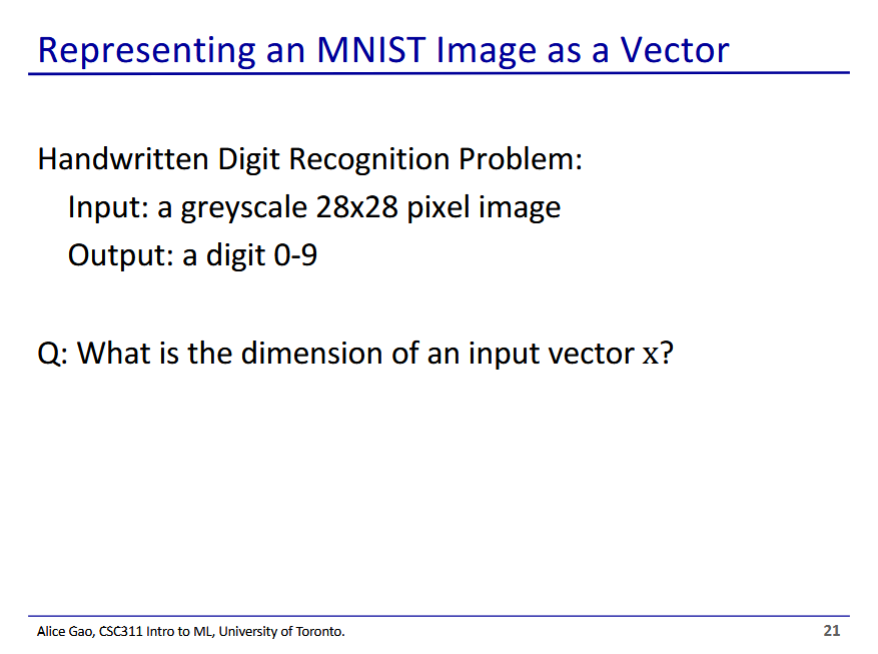 Representing an MNIST Image as a Vector
Handwritten Digit Recognition Problem:
Input: a greyscale 28x28 pixel image
Output: a digit 0-9
Q: What is the dimension of an input vector x?
Alice Gao, CSC311 Intro to ML, University of Toronto.
21